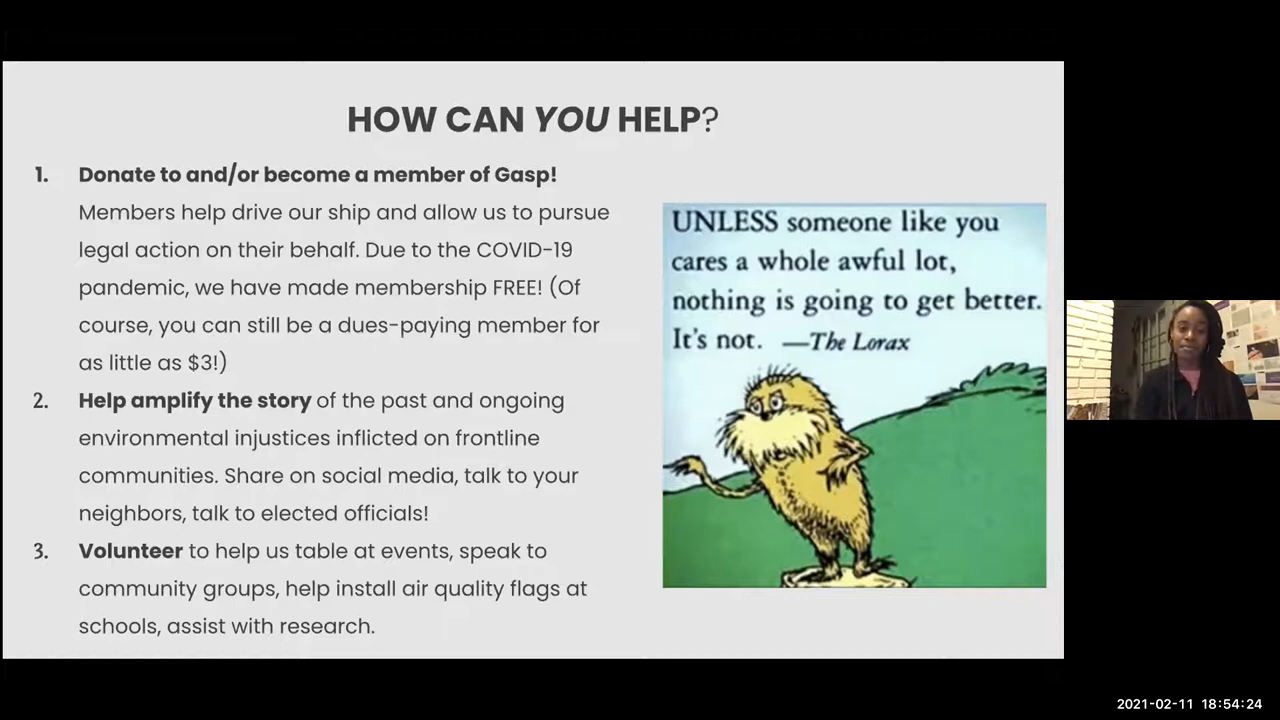 HOW CAN YOU HELP?
1. Donate to and/or become a member of Gasp!
Members help drive our ship and allow us to pursue
legal action on their behalf. Due to the COVID-19
pandemic, we have made membership FREE! (Of
course, you can still be a dues-paying member for
as little as $3!)
2. Help amplify the story of the past and ongoing
environmental injustices inflicted on frontline
communities. Share on social media, talk to your
neighbors, talk to elected officials!
3. Volunteer to help us table at events, speak to
community groups, help install air quality flags at
schools, assist with research.
UNLESS someone like you
cares a whole awful lot,
nothing is going to get better.
It's not. —The Lorax
2021-02-11 18:54:24